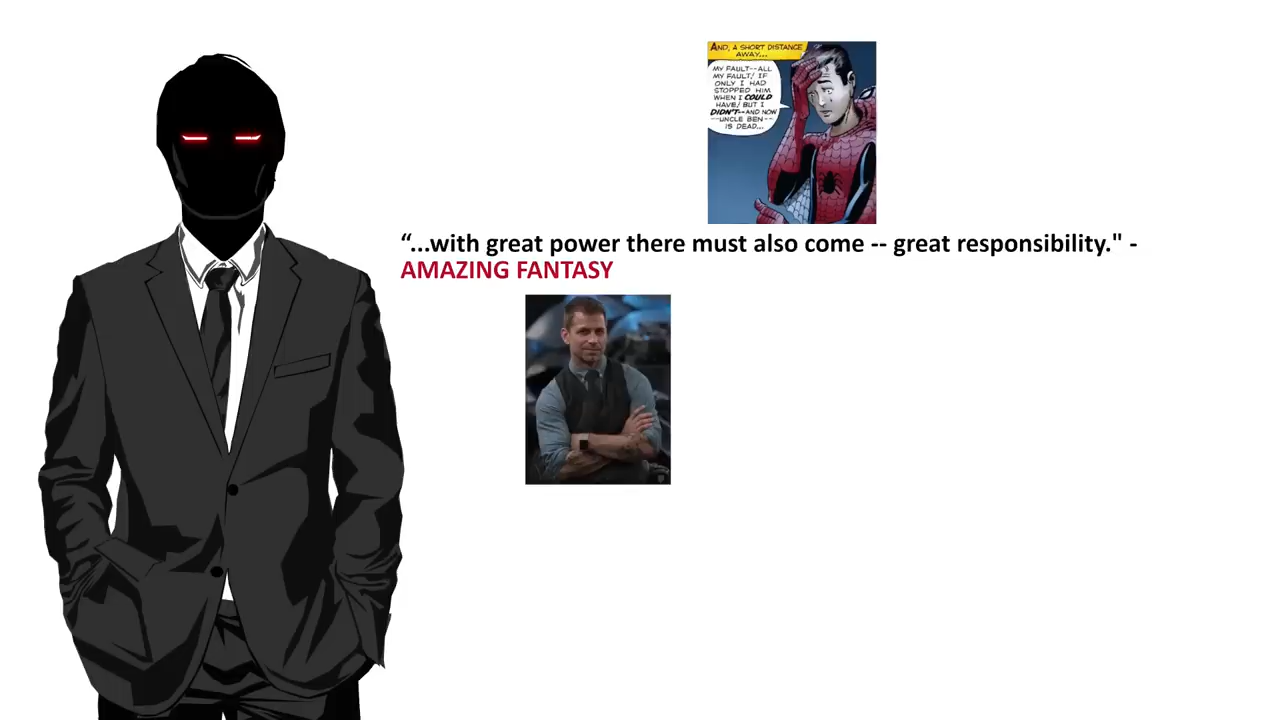 AND, A SHORT DISTANCE
AWAY...
MY FAULT--ALL
MY FAULT! IF
ONLY I HAD
STOPPED HIM
WHEN I COULD
HAVE! BUT I
DIDN'T--AND NOW
--UNCLE BEN--
IS DEAD...
“...with great power there must also come -- great responsibility." -
AMAZING FANTASY